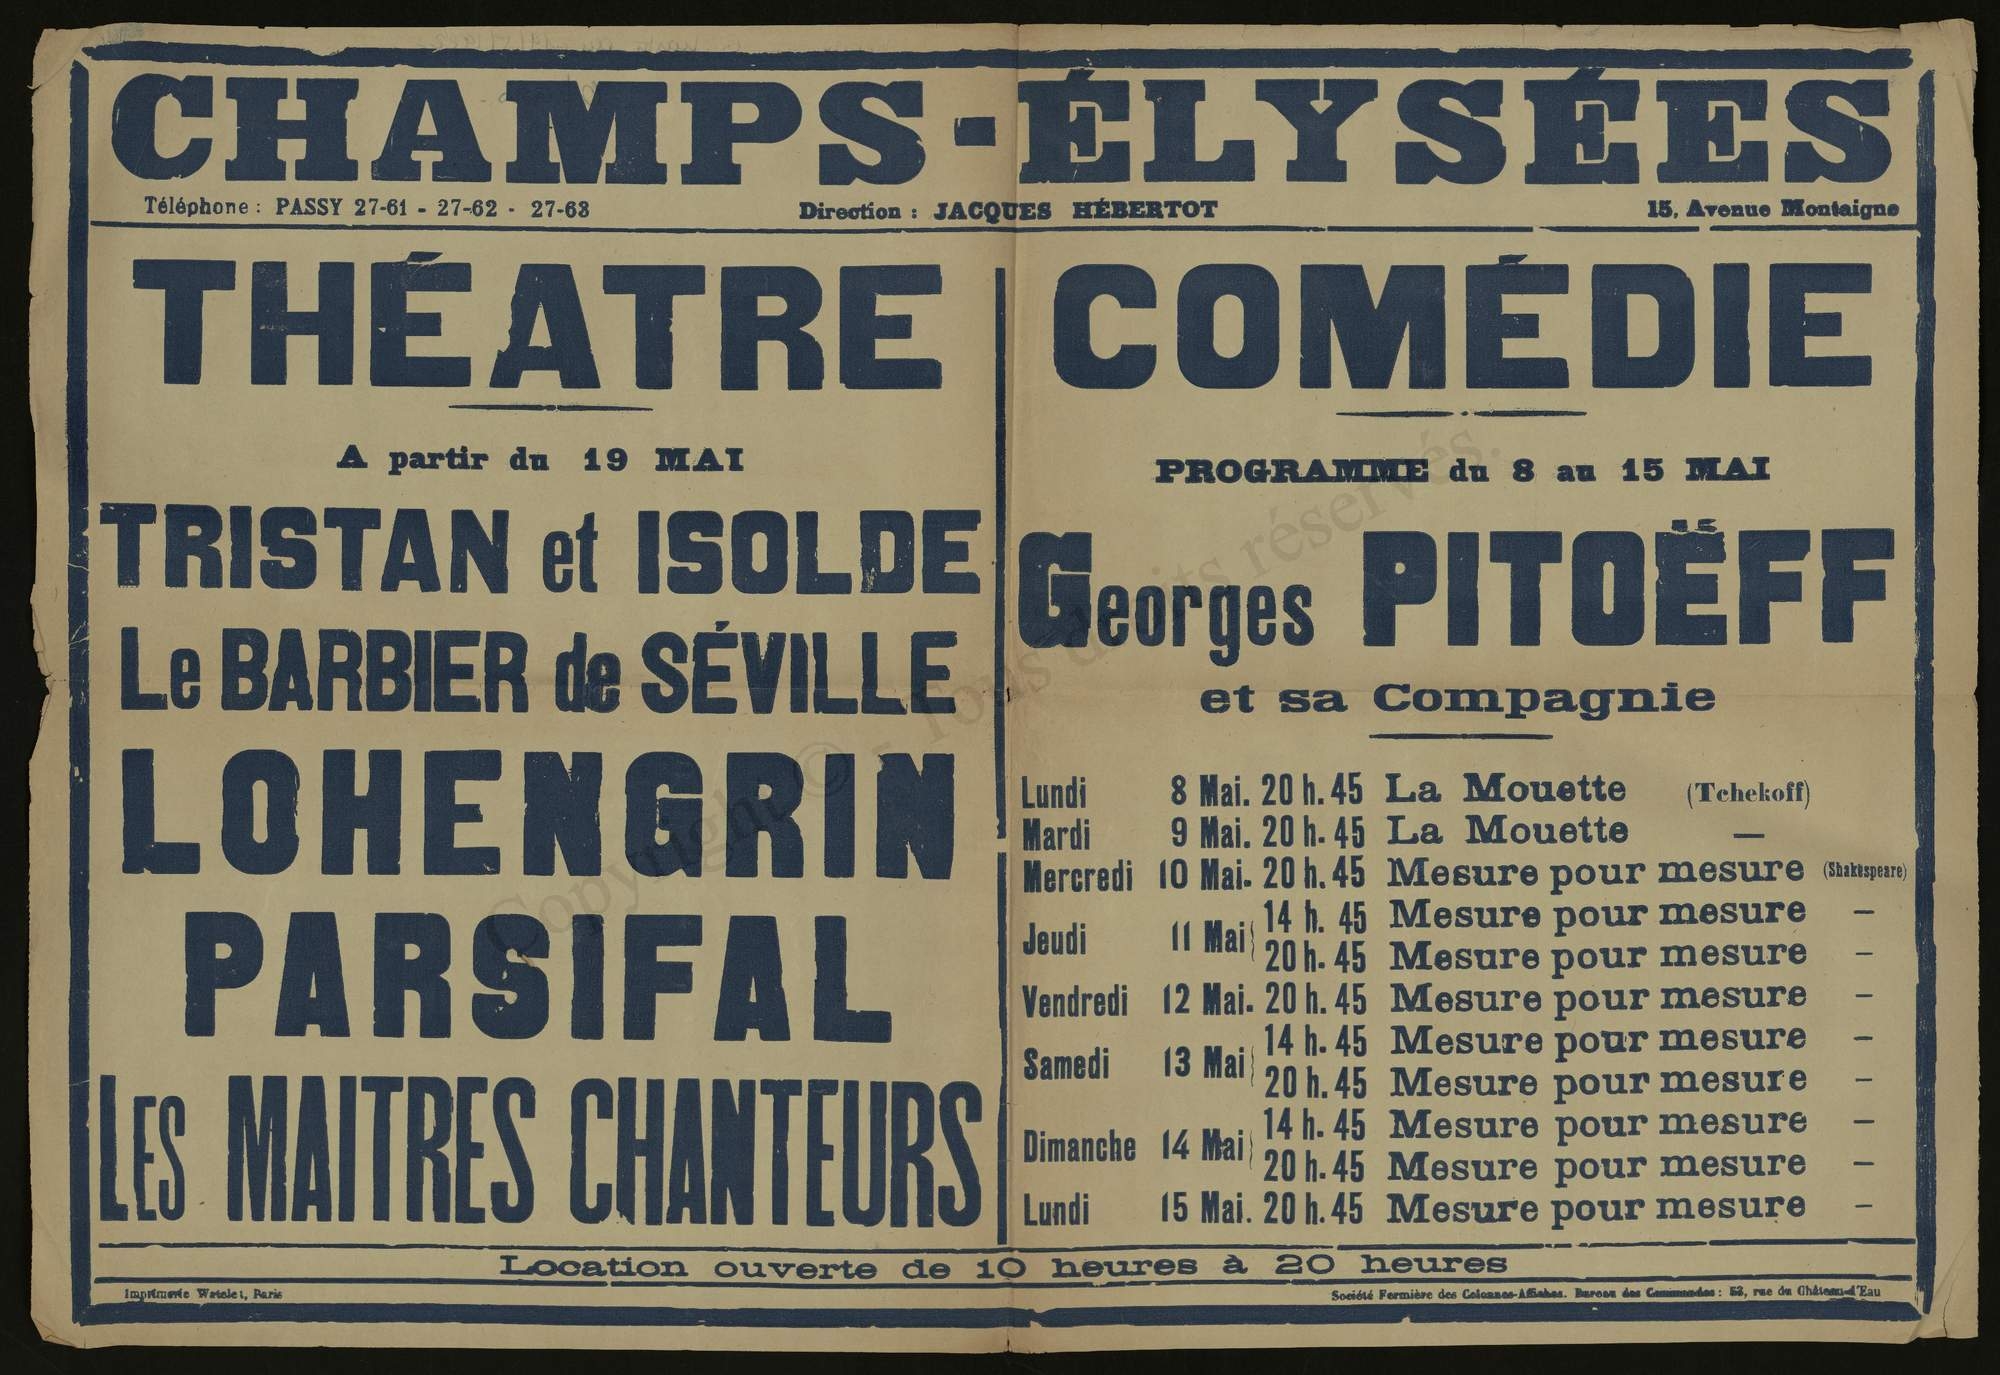 CHAMPS-ÉLYSÉES
Téléphone : PASSY 27-61 - 27-62 - 27-63
Direction : JACQUES HÉBERTOT
15, Avenue Montaigne
THÉATRE
A partir du 19 MAI
TRISTAN et ISOLDE
Le BARBIER de SÉVILLE
LOHENGRIN
PARSIFAL
LES MAITRES CHANTEURS
COMÉDIE
PROGRAMME du 8 au 15 MAI
Georges PITOËFF
et sa Compagnie
Lundi 8 Mai. 20 h. 45 La Mouette (Tchekoff)
Mardi 9 Mai. 20 h. 45 La Mouette —
Mercredi 10 Mai. 20 h. 45 Mesure pour mesure (Shakespeare)
Jeudi 11 Mai { 14 h. 45 Mesure pour mesure —
20 h. 45 Mesure pour mesure —
Vendredi 12 Mai. 20 h. 45 Mesure pour mesure —
Samedi 13 Mai { 14 h. 45 Mesure pour mesure —
20 h. 45 Mesure pour mesure —
Dimanche 14 Mai { 14 h. 45 Mesure pour mesure —
20 h. 45 Mesure pour mesure —
Lundi 15 Mai. 20 h. 45 Mesure pour mesure —
Location ouverte de 10 heures à 20 heures
Imprimerie Watelet, Paris
Société Fermière des Colonnes-Affiches. Bureau des Commandes : 52, rue du Château-d'Eau
Copyright © - Tous droits réservés.